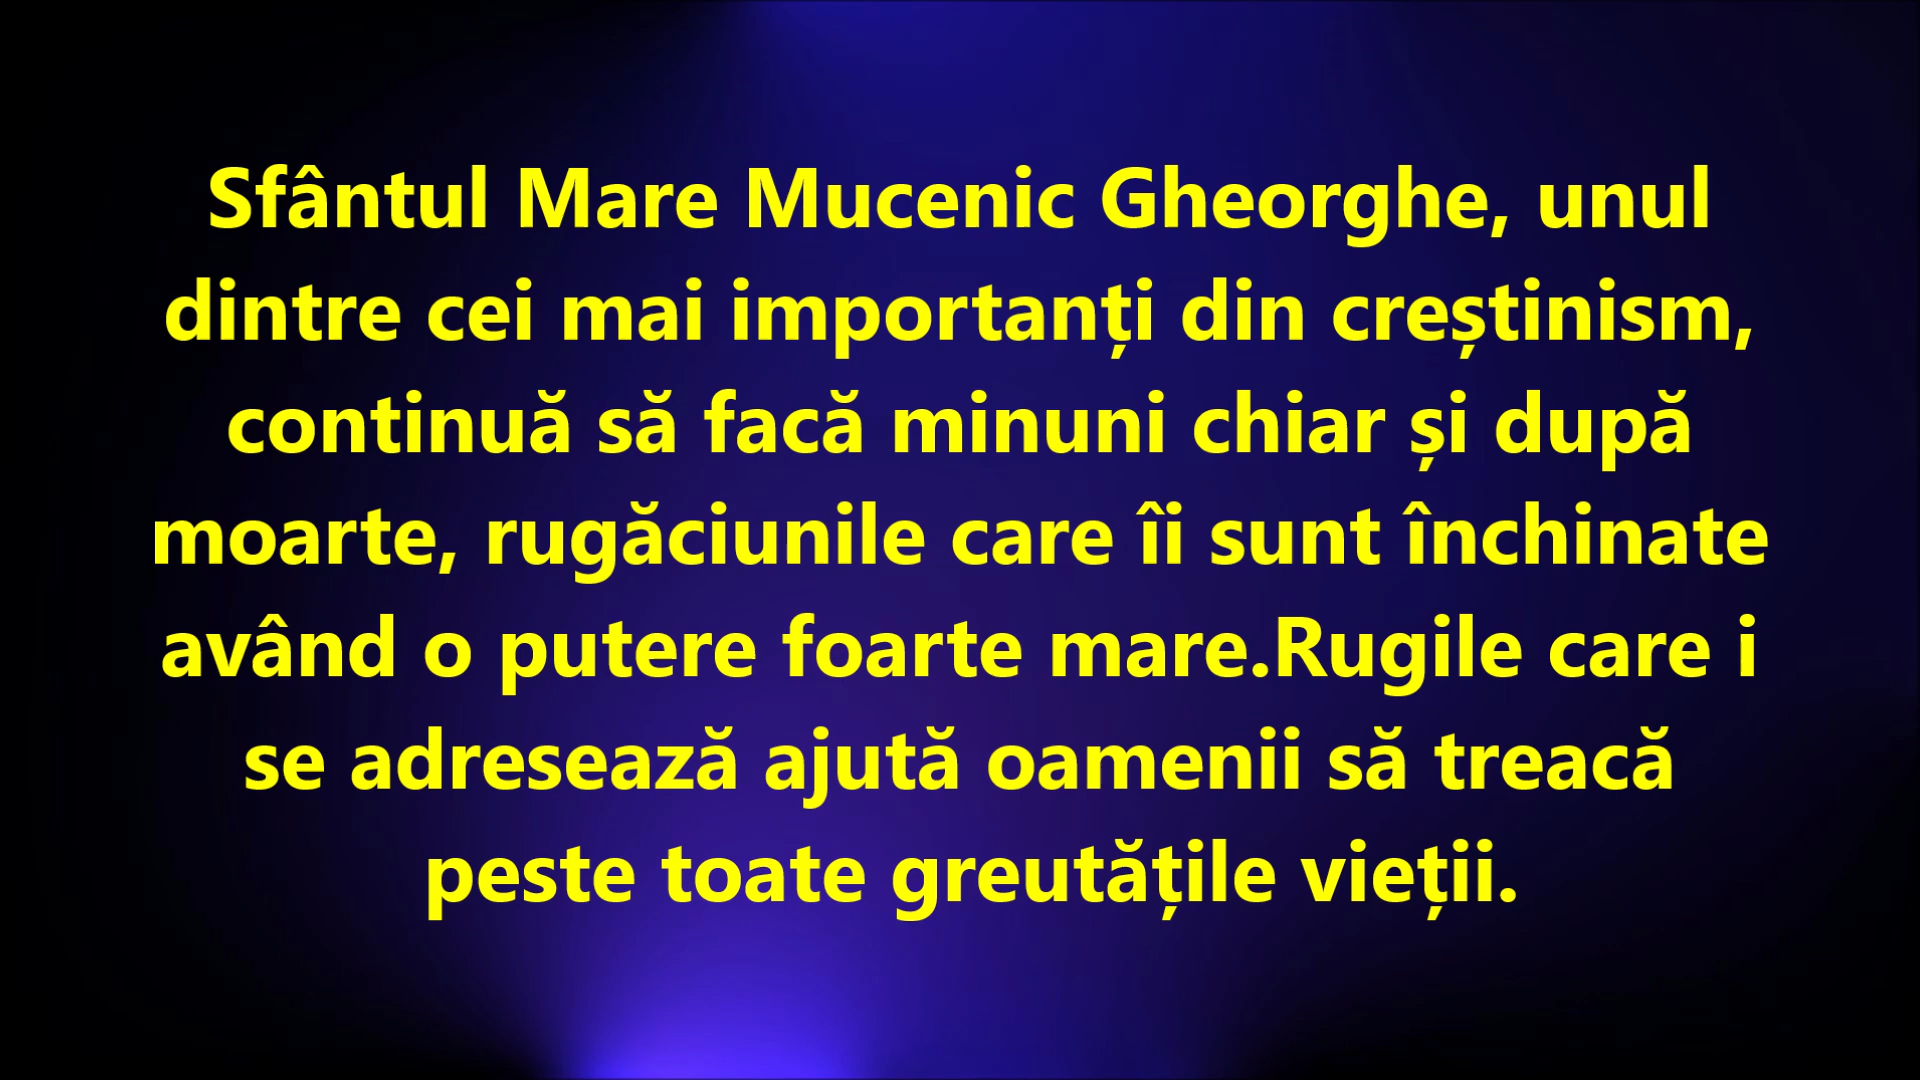 Sfântul Mare Mucenic Gheorghe, unul
dintre cei mai importanți din creștinism,
continuă să facă minuni chiar și după
moarte, rugăciunile care îi sunt închinate
având o putere foarte mare.Rugile care i
se adresează ajută oamenii să treacă
peste toate greutățile vieții.